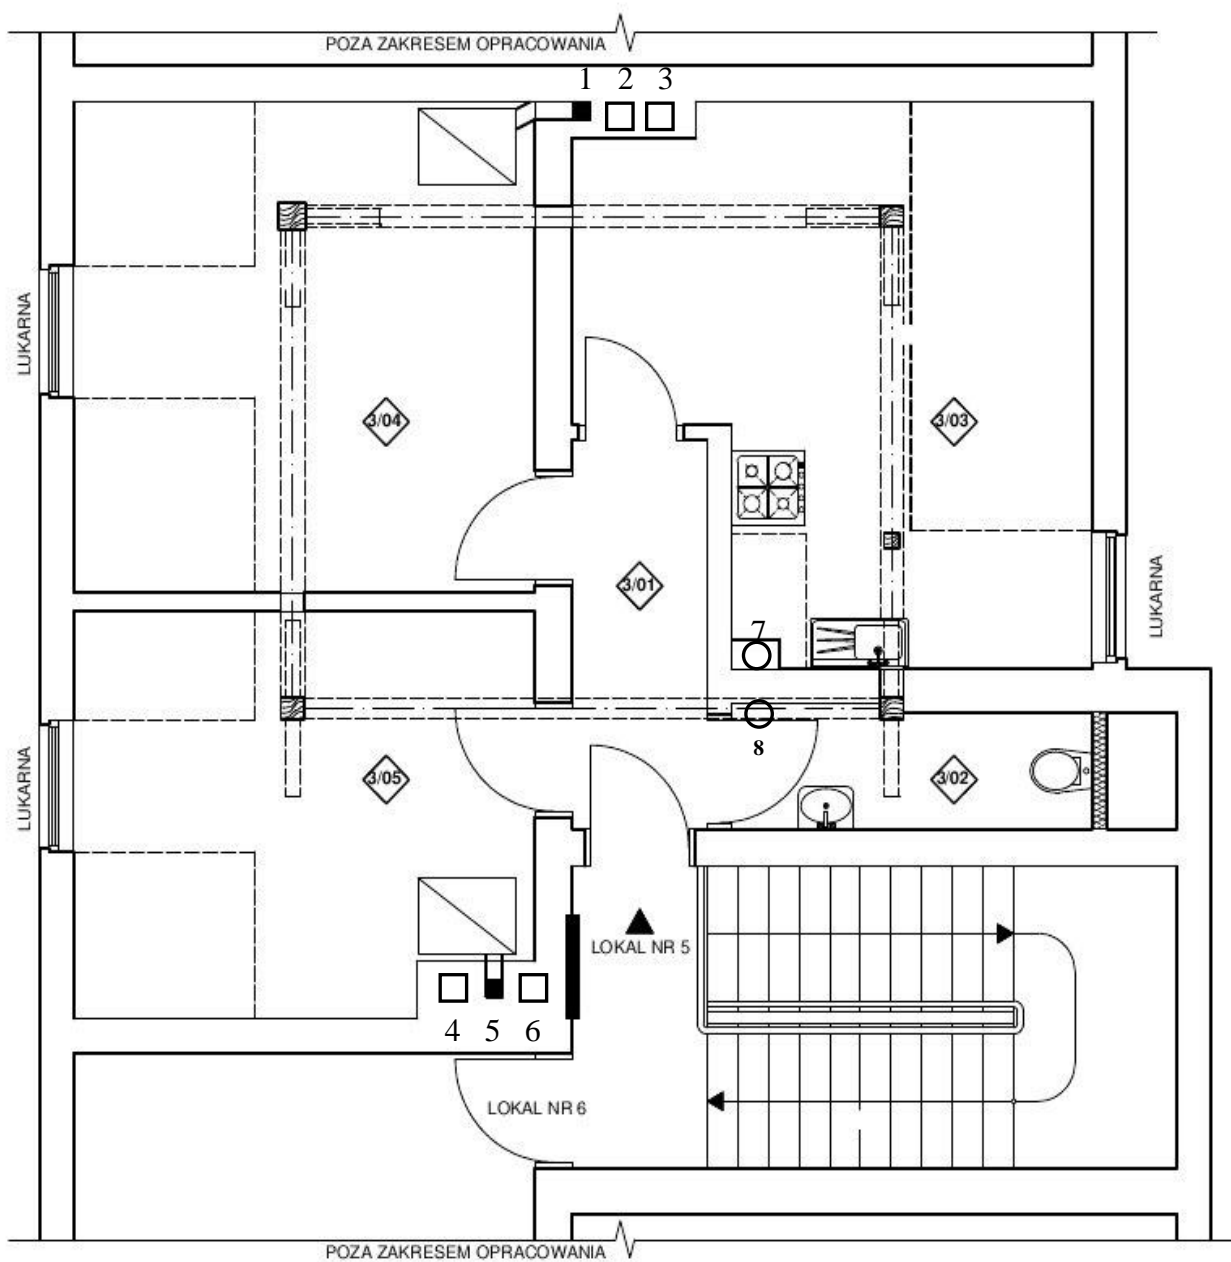 POZA ZAKRESEM OPRACOWANIA
1 2 3
LUKARNA
3/04
3/03
3/01
LUKARNA
7
8
3/05
3/02
LUKARNA
LOKAL NR 5
4 5 6
LOKAL NR 6
POZA ZAKRESEM OPRACOWANIA